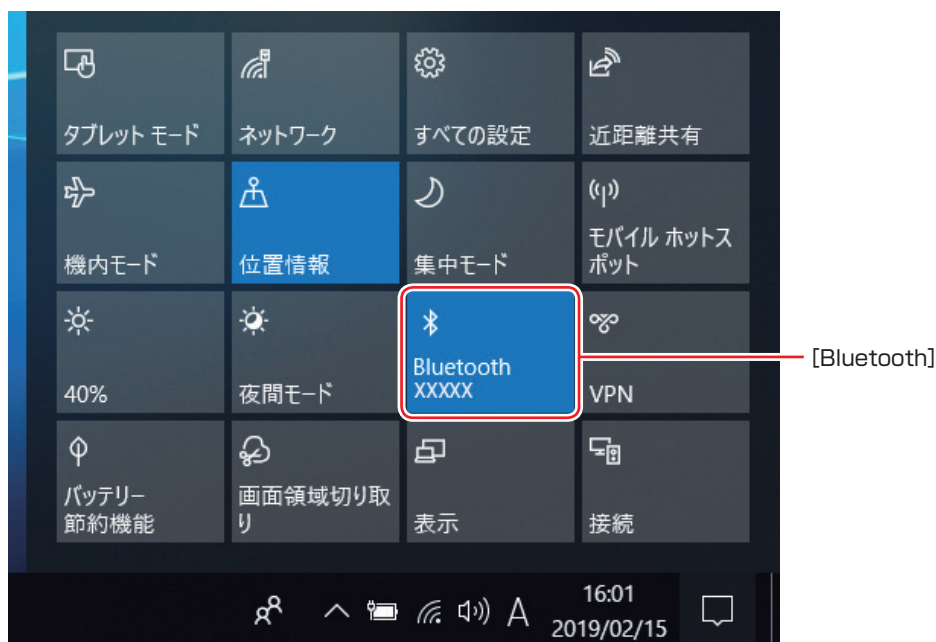 タブレット モード
ネットワーク
すべての設定
近距離共有
機内モード
位置情報
集中モード
モバイル ホットス
ポット
40%
夜間モード
Bluetooth
XXXXX
VPN
[Bluetooth]
バッテリー
節約機能
画面領域切り取
り
表示
接続
A
16:01
2019/02/15